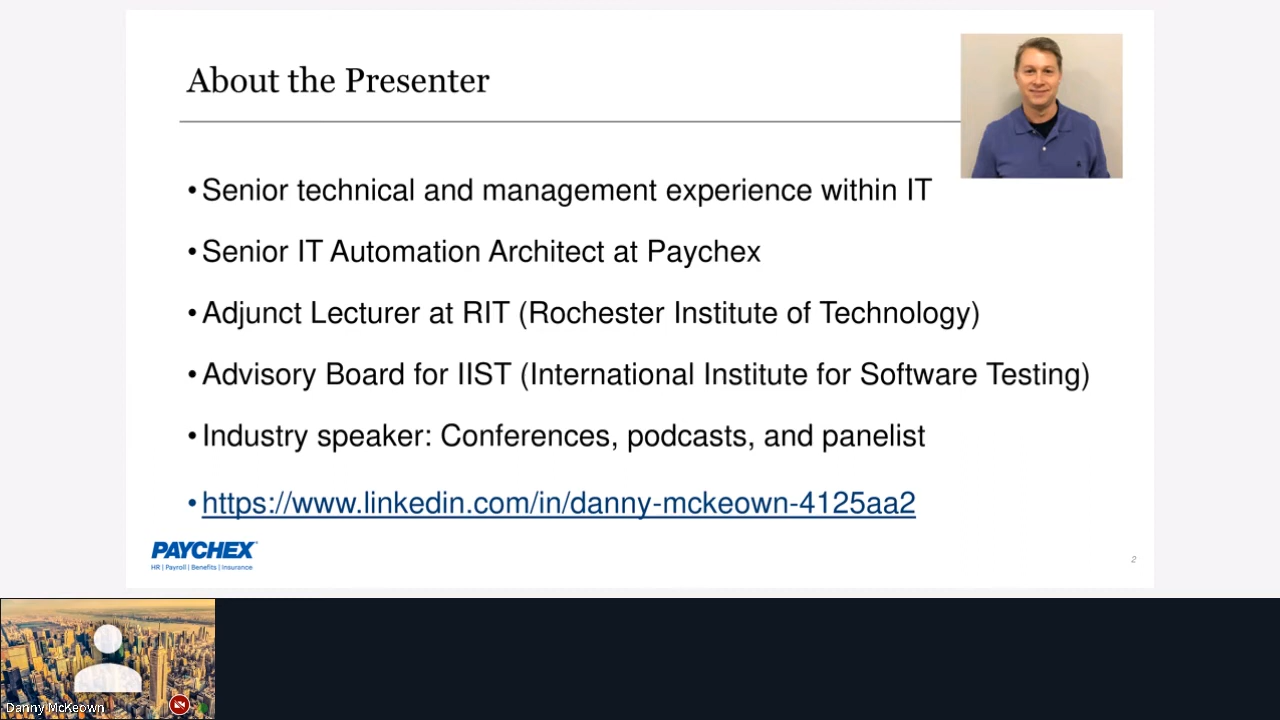 About the Presenter
• Senior technical and management experience within IT
• Senior IT Automation Architect at Paychex
• Adjunct Lecturer at RIT (Rochester Institute of Technology)
• Advisory Board for IIST (International Institute for Software Testing)
• Industry speaker: Conferences, podcasts, and panelist
• https://www.linkedin.com/in/danny-mckeown-4125aa2
PAYCHEX
HR | Payroll | Benefits | Insurance
2
Danny McKeown